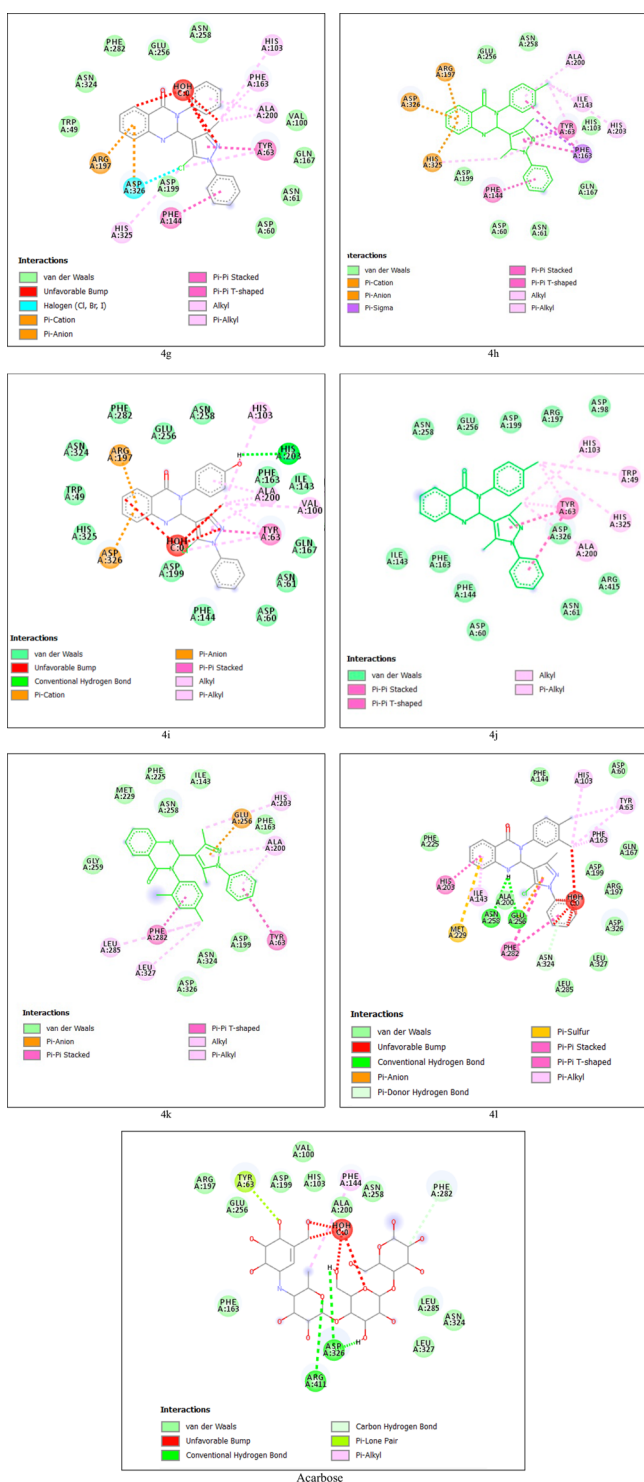 ASN
A:258
PHE
A:282
GLU
A:256
HIS
A:103
ASN
A:324
HOH
PHE
A:163
TRP
A:49
ALA
A:200
VAL
A:100
N
TYR
A:63
ARG
A:197
GLN
A:167
ASP
A:326
ASP
A:199
ASN
A:61
PHE
A:144
HIS
A:325
ASP
A:60
Interactions
van der Waals
Unfavorable Bump
Halogen (Cl, Br, I)
Pi-Cation
Pi-Anion
Pi-Pi Stacked
Pi-Pi T-shaped
Alkyl
Pi-Alkyl
4g
GLU
A:256
ASN
A:258
ALA
A:200
ARG
A:197
ASP
A:326
ILE
A:143
TYR
A:63
HIS
A:103
HIS
A:203
PHE
A:163
HIS
A:325
ASP
A:199
PHE
A:144
GLN
A:167
ASP
A:60
ASN
A:61
nteractions
van der Waals
Pi-Cation
Pi-Anion
Pi-Sigma
Pi-Pi Stacked
Pi-Pi T-shaped
Alkyl
Pi-Alkyl
4h
PHE
A:282
ASN
A:258
HIS
A:103
GLU
A:256
ASN
A:324
ARG
A:197
H
HIS
A:203
PHE
A:163
ILE
A:143
TRP
A:49
ALA
A:200
VAL
A:100
HIS
A:325
TYR
A:63
HOH
C:0
GLN
A:167
ASP
A:326
ASP
A:199
ASN
A:61
PHE
A:144
ASP
A:60
Interactions
van der Waals
Unfavorable Bump
Conventional Hydrogen Bond
Pi-Cation
Pi-Anion
Pi-Pi Stacked
Alkyl
Pi-Alkyl
4i
ASP
A:98
ASN
A:258
GLU
A:256
ASP
A:199
ARG
A:197
HIS
A:103
TRP
A:49
TYR
A:63
ASP
A:326
HIS
A:325
ILE
A:143
PHE
A:163
ALA
A:200
PHE
A:144
ARG
A:415
ASN
A:61
ASP
A:60
Interactions
van der Waals
Pi-Pi Stacked
Pi-Pi T-shaped
Alkyl
Pi-Alkyl
4j
PHE
A:225
ILE
A:143
MET
A:229
ASN
A:258
HIS
A:203
GLU
A:256
PHE
A:163
ALA
A:200
GLY
A:259
PHE
A:282
LEU
A:285
ASP
A:199
TYR
A:63
ASN
A:324
LEU
A:327
ASP
A:326
Interactions
van der Waals
Pi-Anion
Pi-Pi Stacked
Pi-Pi T-shaped
Alkyl
Pi-Alkyl
4k
PHE
A:144
HIS
A:103
ASP
A:60
TYR
A:63
PHE
A:225
PHE
A:163
GLN
A:167
ASP
A:199
HIS
A:203
ILE
A:143
ALA
A:200
HOH
ARG
A:197
ASN
A:258
GLU
A:256
ASP
A:326
MET
A:229
PHE
A:282
ASN
A:324
LEU
A:327
LEU
A:285
Interactions
van der Waals
Unfavorable Bump
Conventional Hydrogen Bond
Pi-Anion
Pi-Donor Hydrogen Bond
Pi-Sulfur
Pi-Pi Stacked
Pi-Pi T-shaped
Pi-Alkyl
4l
VAL
A:100
ARG
A:197
TYR
A:63
ASP
A:199
HIS
A:103
PHE
A:144
ASN
A:258
PHE
A:282
GLU
A:256
ALA
A:200
HOH
PHE
A:163
LEU
A:285
ASN
A:324
ASP
A:326
LEU
A:327
ARG
A:411
Interactions
van der Waals
Unfavorable Bump
Conventional Hydrogen Bond
Carbon Hydrogen Bond
Pi-Lone Pair
Pi-Alkyl
Acarbose